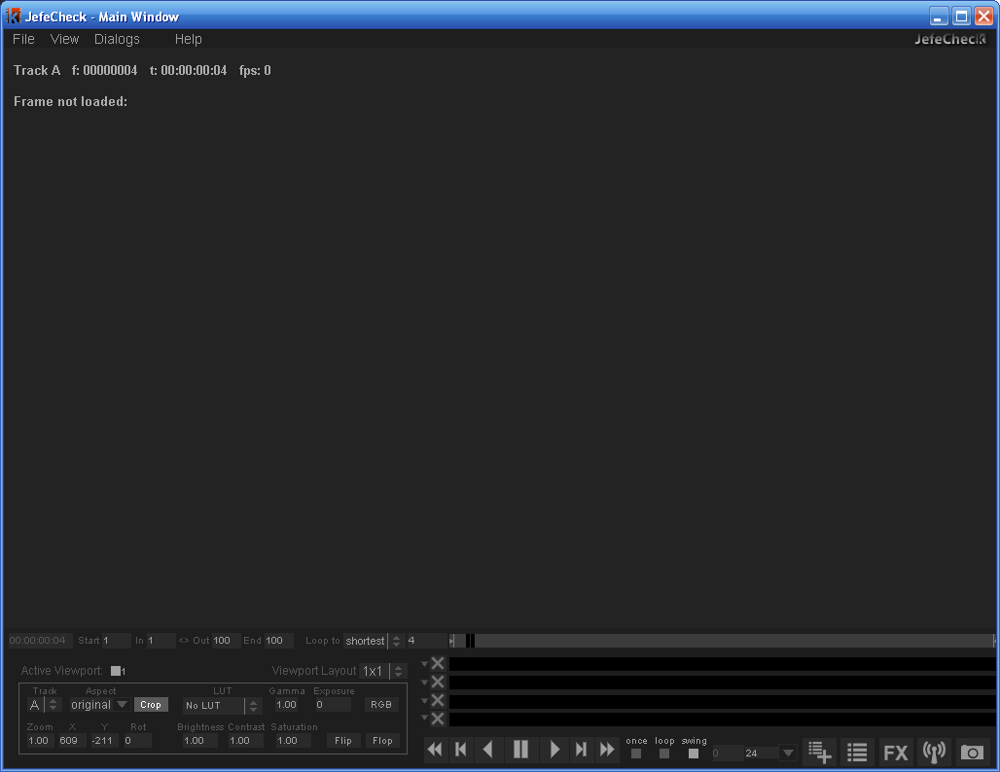 JefeCheck - Main Window
File View Dialogs Help JefeCheck
Track A f: 00000004 t: 00:00:00:04 fps: 0
Frame not loaded:
00:00:00:04 Start 1 In 1 <> Out 100 End 100 Loop to shortest 4
Active Viewport: 1 Viewport Layout 1x1
Track Aspect LUT Gamma Exposure
A original Crop No LUT 1.00 0 RGB
Zoom X Y Rot Brightness Contrast Saturation
1.00 609 -211 0 1.00 1.00 1.00 Flip Flop
once loop swing
0 24 FX